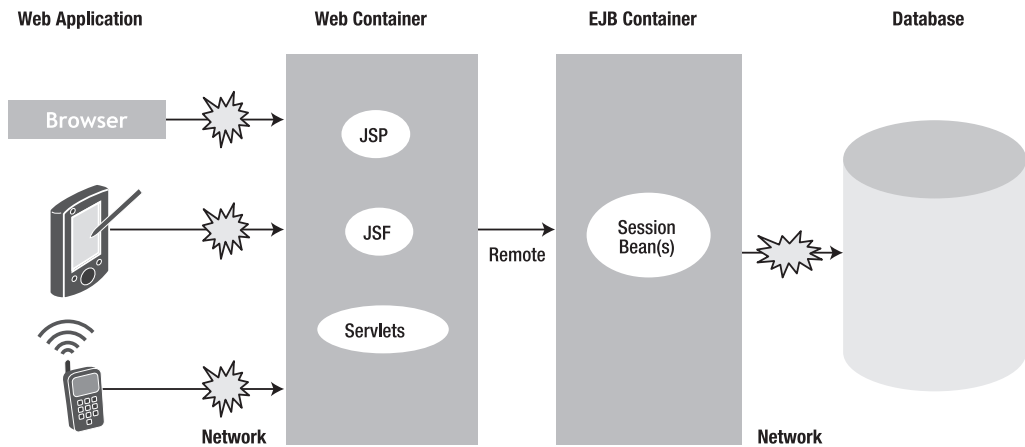 Web Application
Web Container
EJB Container
Database
Browser
JSP
JSF
Servlets
Remote
Session
Bean(s)
Network
Network